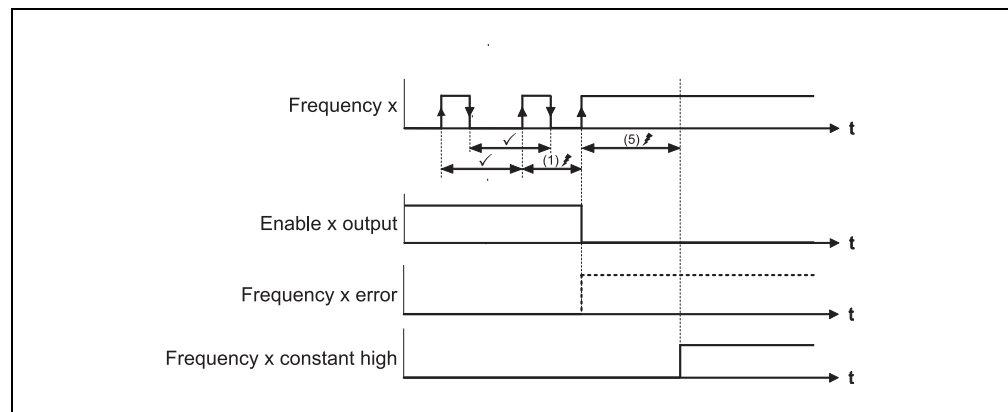 Frequency x
t
✓
(5)
✓
(1)
Enable x output
t
Frequency x error
t
Frequency x constant high
t